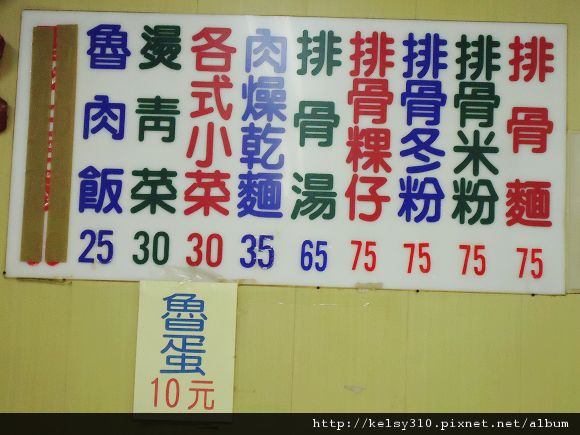 排骨麵 75
排骨米粉 75
排骨冬粉 75
排骨粿仔 75
排骨湯 65
肉燥乾麵 35
各式小菜 30
燙青菜 30
魯肉飯 25
魯蛋
10元
http://kelsy310.pixnet.net/album